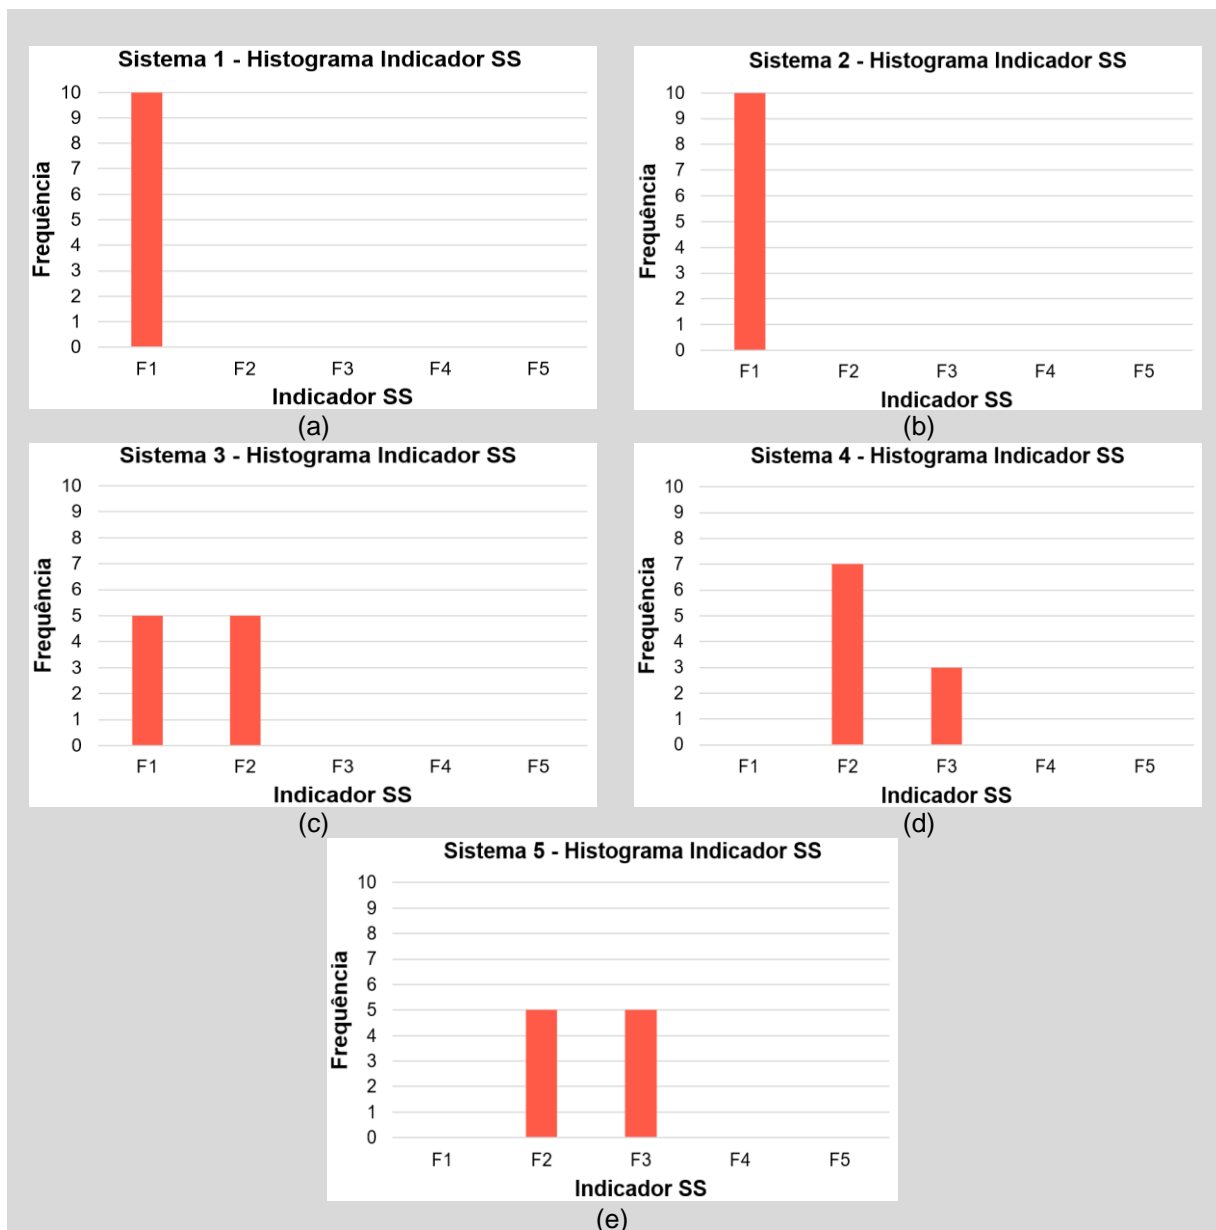 Sistema 1 - Histograma Indicador SS
10
9
8
7
6
5
4
3
2
1
0
Frequência
F1 F2 F3 F4 F5
Indicador SS
(a)
Sistema 2 - Histograma Indicador SS
10
9
8
7
6
5
4
3
2
1
0
Frequência
F1 F2 F3 F4 F5
Indicador SS
(b)
Sistema 3 - Histograma Indicador SS
10
9
8
7
6
5
4
3
2
1
0
Frequência
F1 F2 F3 F4 F5
Indicador SS
(c)
Sistema 4 - Histograma Indicador SS
10
9
8
7
6
5
4
3
2
1
0
Frequência
F1 F2 F3 F4 F5
Indicador SS
(d)
Sistema 5 - Histograma Indicador SS
10
9
8
7
6
5
4
3
2
1
0
Frequência
F1 F2 F3 F4 F5
Indicador SS
(e)